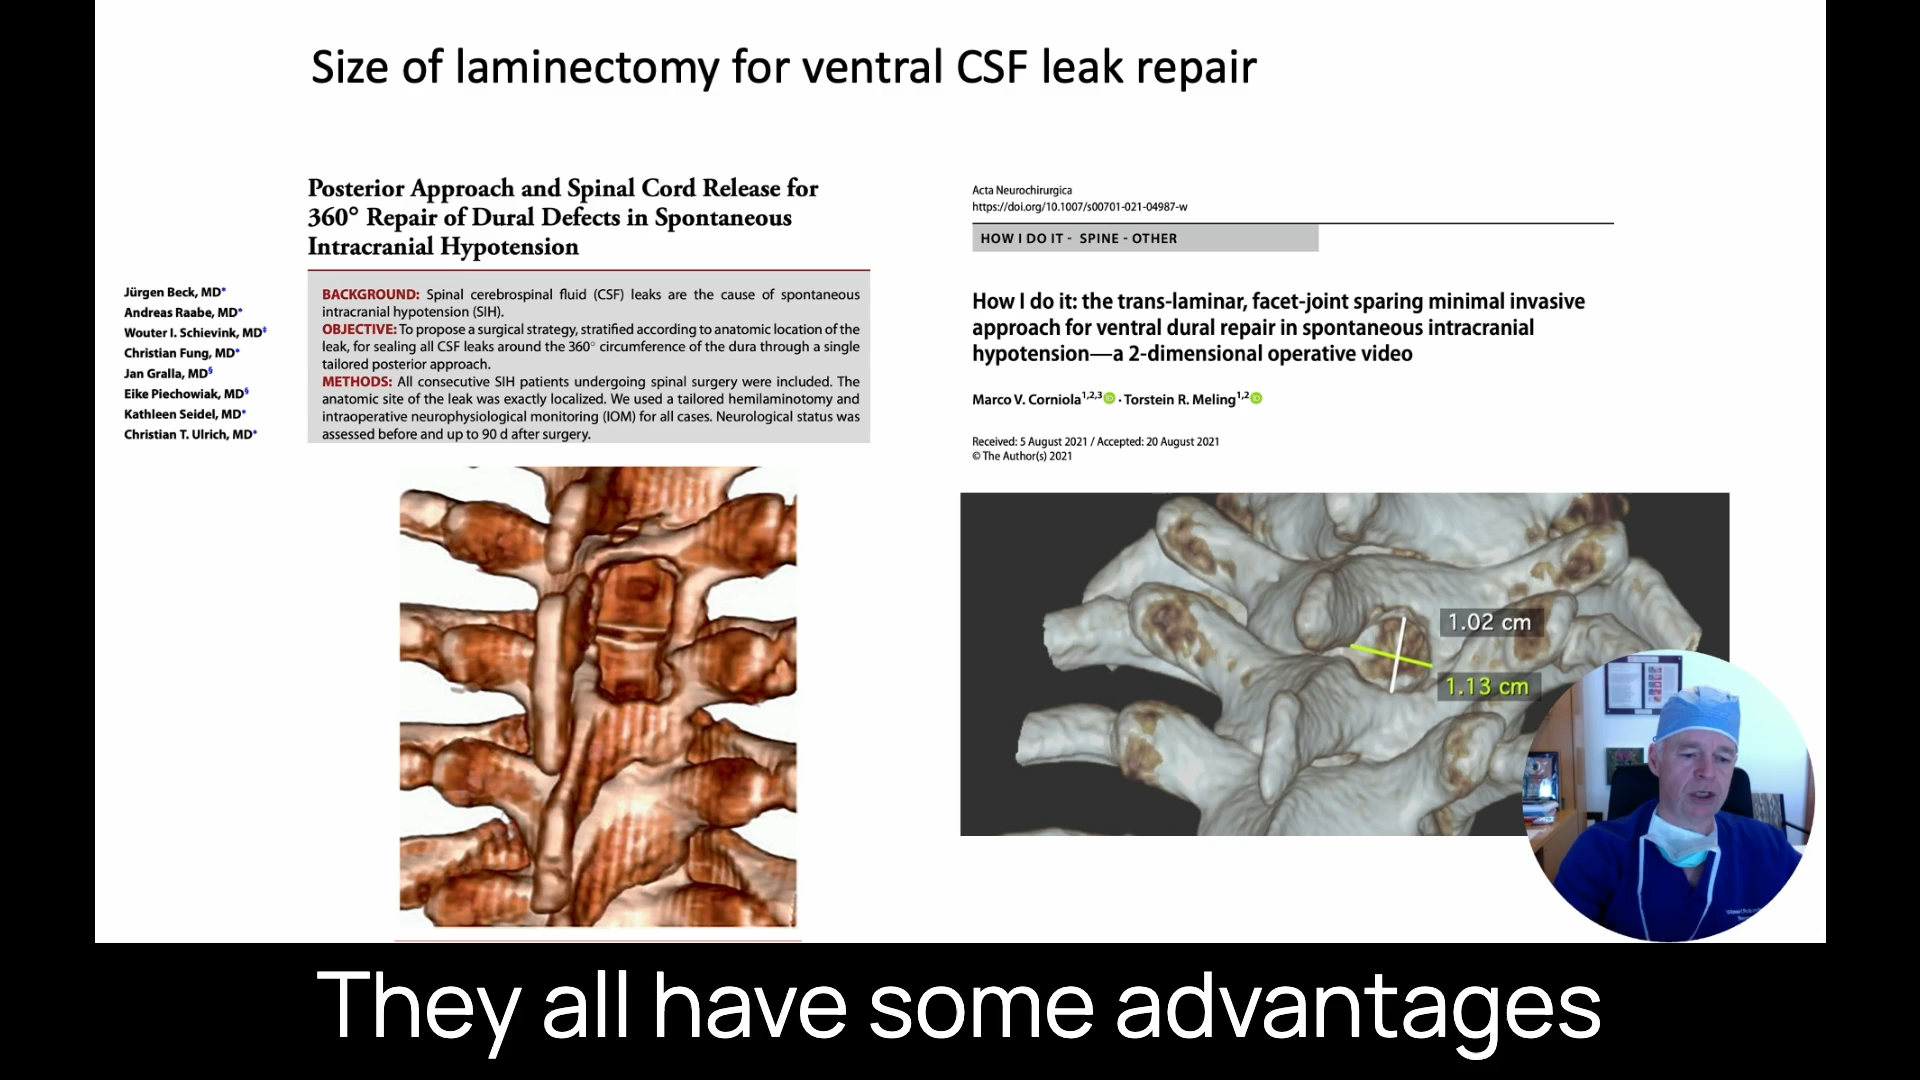 Size of laminectomy for ventral CSF leak repair
Posterior Approach and Spinal Cord Release for
360° Repair of Dural Defects in Spontaneous
Intracranial Hypotension
Jürgen Beck, MD*
Andreas Raabe, MD*
Wouter I. Schievink, MD‡
Christian Fung, MD*
Jan Gralla, MD§
Eike Piechowiak, MD§
Kathleen Seidel, MD*
Christian T. Ulrich, MD*
BACKGROUND: Spinal cerebrospinal fluid (CSF) leaks are the cause of spontaneous
intracranial hypotension (SIH).
OBJECTIVE: To propose a surgical strategy, stratified according to anatomic location of the
leak, for sealing all CSF leaks around the 360° circumference of the dura through a single
tailored posterior approach.
METHODS: All consecutive SIH patients undergoing spinal surgery were included. The
anatomic site of the leak was exactly localized. We used a tailored hemilaminotomy and
intraoperative neurophysiological monitoring (IOM) for all cases. Neurological status was
assessed before and up to 90 d after surgery.
Acta Neurochirurgica
https://doi.org/10.1007/s00701-021-04987-w
HOW I DO IT - SPINE - OTHER
How I do it: the trans-laminar, facet-joint sparing minimal invasive
approach for ventral dural repair in spontaneous intracranial
hypotension—a 2-dimensional operative video
Marco V. Corniola1,2,3 · Torstein R. Meling1,2
Received: 5 August 2021 / Accepted: 20 August 2021
© The Author(s) 2021
1.02 cm
1.13 cm
They all have some advantages